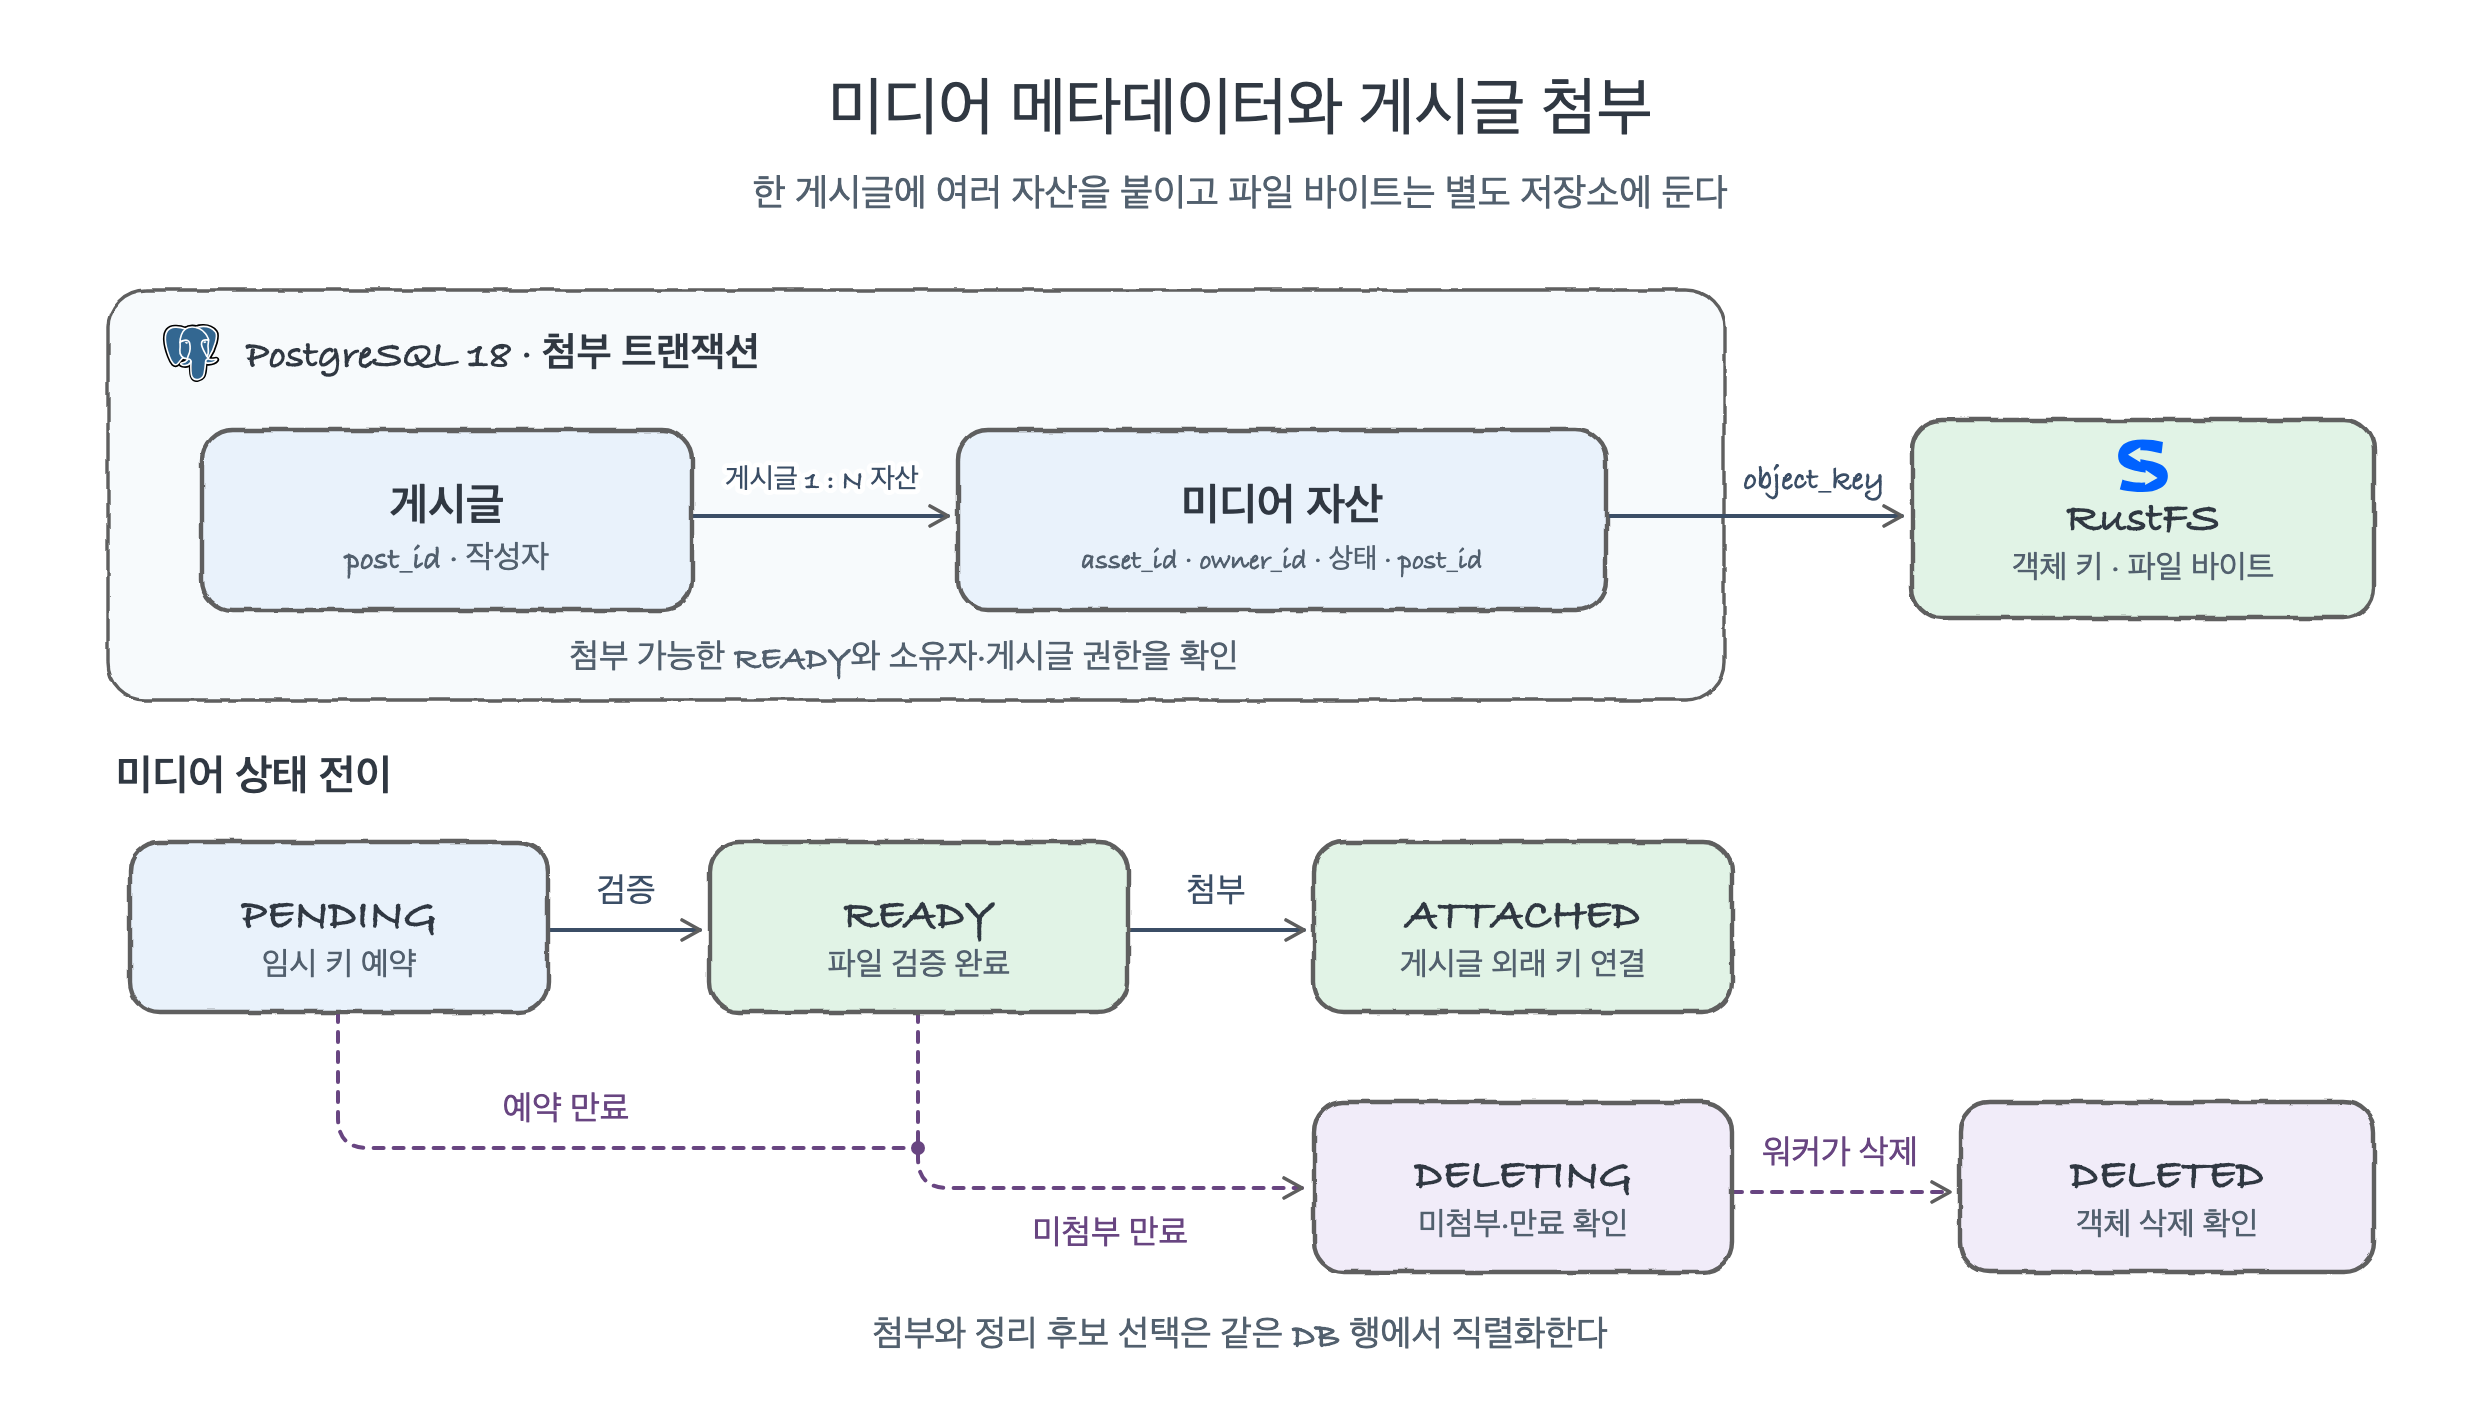 미디어 메타데이터와 게시글 첨부
한 게시글에 여러 자산을 붙이고 파일 바이트는 별도 저장소에 둔다
PostgreSQL 18 · 첨부 트랜잭션
게시글
post_id · 작성자
게시글 1 : N 자산
미디어 자산
asset_id · owner_id · 상태 · post_id
object_key
RustFS
객체 키 · 파일 바이트
첨부 가능한 READY와 소유자·게시글 권한을 확인
미디어 상태 전이
PENDING
임시 키 예약
검증
READY
파일 검증 완료
첨부
ATTACHED
게시글 외래 키 연결
예약 만료
미첨부 만료
DELETING
미첨부·만료 확인
워커가 삭제
DELETED
객체 삭제 확인
첨부와 정리 후보 선택은 같은 DB 행에서 직렬화한다